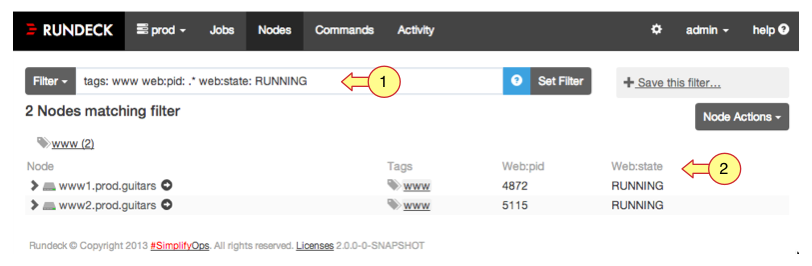 RUNDECK prod Jobs Nodes Commands Activity admin help
Filter tags: www web:pid: .* web:state: RUNNING 1 ? Set Filter + Save this filter...
2 Nodes matching filter
Node Actions
www (2)
Node Tags Web:pid Web:state 2
www1.prod.guitars www 4872 RUNNING
www2.prod.guitars www 5115 RUNNING
Rundeck © Copyright 2013 #SimplifyOps. All rights reserved. Licenses 2.0.0-0-SNAPSHOT